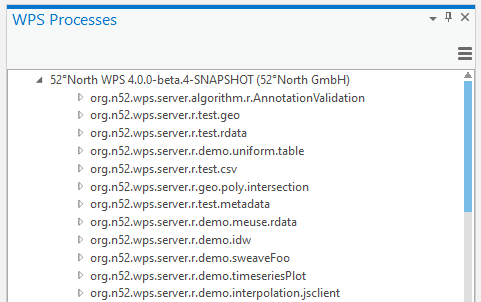 WPS Processes
52°North WPS 4.0.0-beta.4-SNAPSHOT (52°North GmbH)
org.n52.wps.server.algorithm.r.AnnotationValidation
org.n52.wps.server.r.test.geo
org.n52.wps.server.r.test.rdata
org.n52.wps.server.r.demo.uniform.table
org.n52.wps.server.r.test.csv
org.n52.wps.server.r.geo.poly.intersection
org.n52.wps.server.r.test.metadata
org.n52.wps.server.r.demo.meuse.rdata
org.n52.wps.server.r.demo.idw
org.n52.wps.server.r.demo.sweaveFoo
org.n52.wps.server.r.demo.timeseriesPlot
org.n52.wps.server.r.demo.interpolation.jsclient